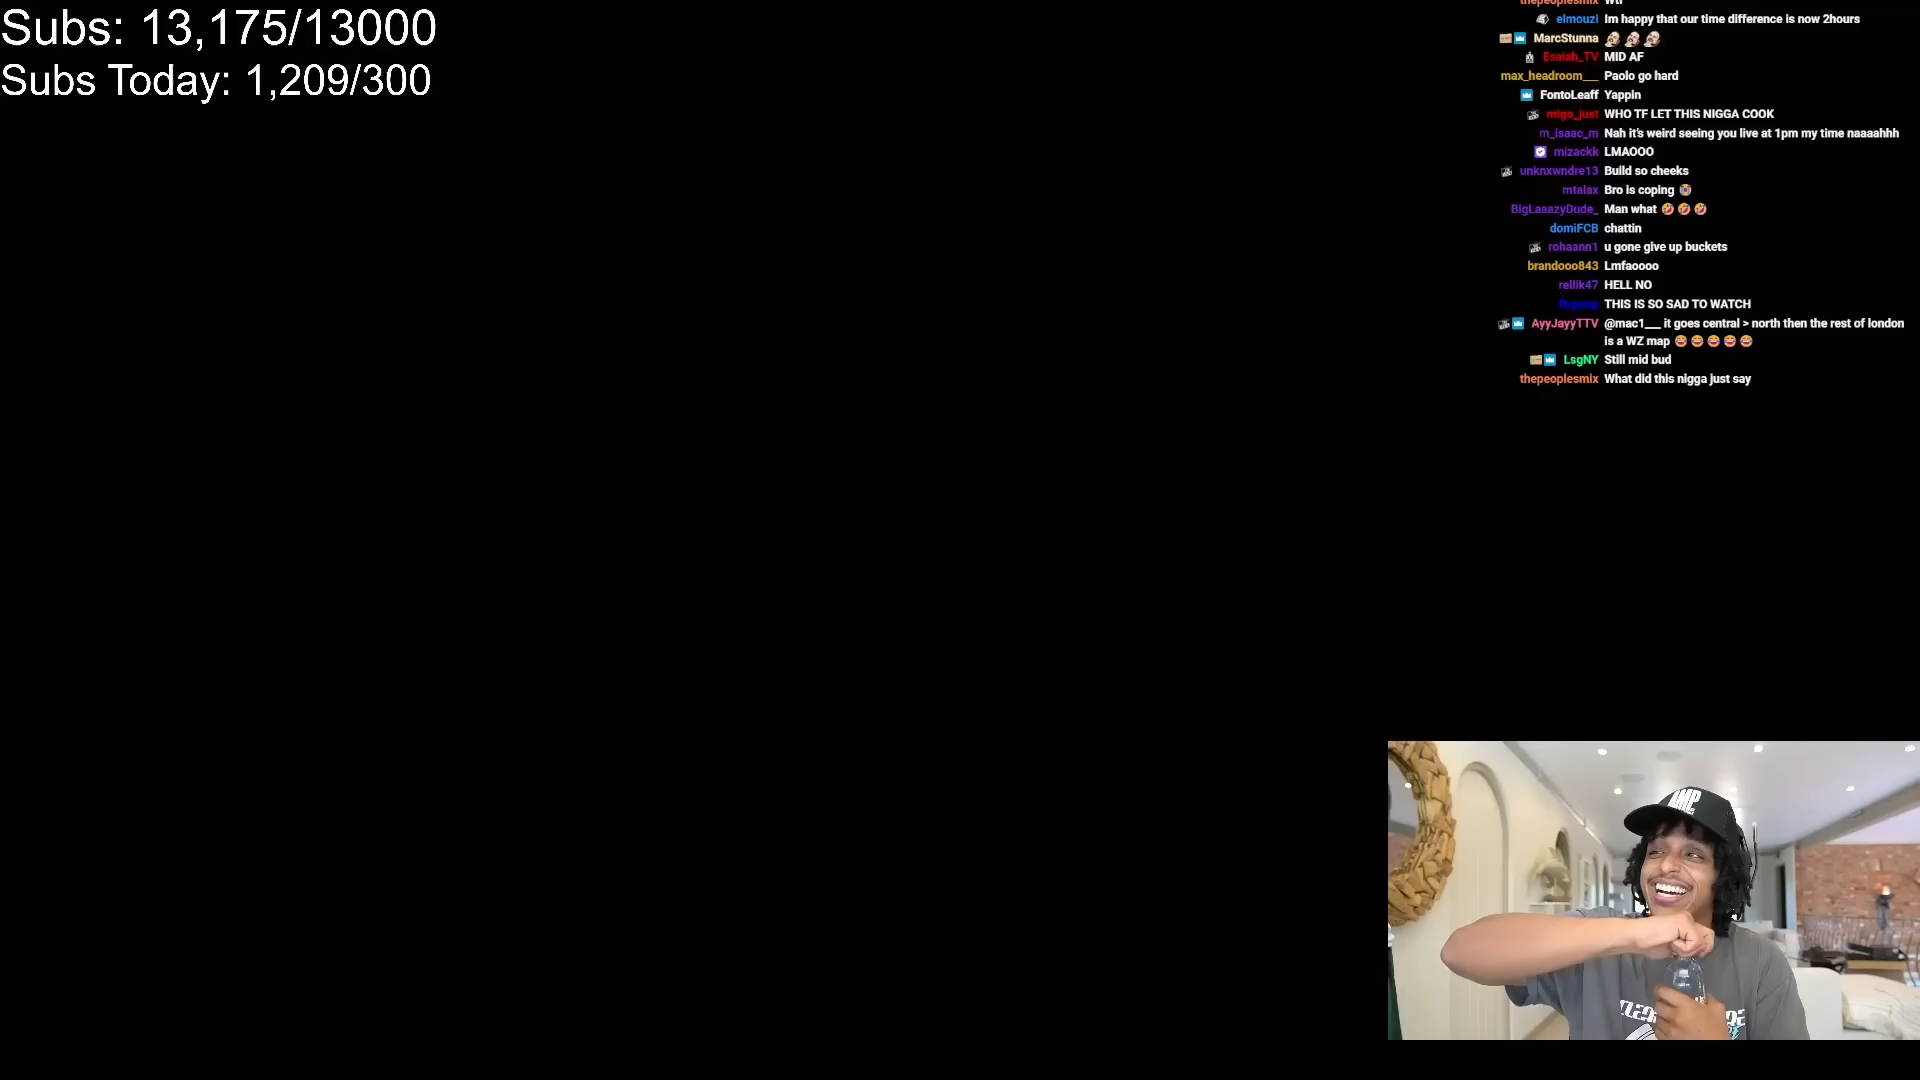 Subs: 13,175/13000
Subs Today: 1,209/300
thepeoplesmix Wtf
elmouzi Im happy that our time difference is now 2hours
MarcStunna
Esaiah_TV MID AF
max_headroom___ Paolo go hard
FontoLeaff Yappin
migo_just WHO TF LET THIS NIGGA COOK
m_isaac_m Nah it's weird seeing you live at 1pm my time naaaahhh
mizackk LMAOOO
unknxwndre13 Build so cheeks
mtalax Bro is coping
BigLaaazyDude_ Man what 🤣 🤣 🤣
domiFCB chattin
rohaann1 u gone give up buckets
brandooo843 Lmfaoooo
rellik47 HELL NO
THIS IS SO SAD TO WATCH
AyyJayyTTV @mac1___ it goes central > north then the rest of london
is a WZ map 😂 😂 😂 😂 😂
LsgNY Still mid bud
thepeoplesmix What did this nigga just say
AMP